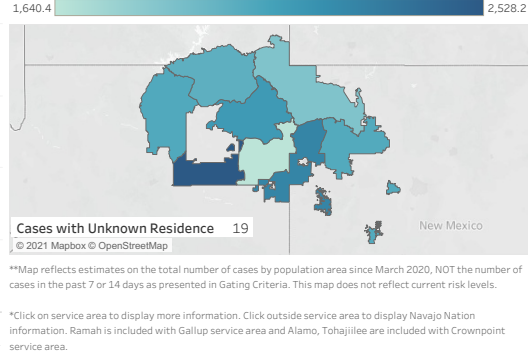 1,640.4 2,528.2
New Mexico
Cases with Unknown Residence 19
© 2021 Mapbox © OpenStreetMap
**Map reflects estimates on the total number of cases by population area since March 2020, NOT the number of
cases in the past 7 or 14 days as presented in Gating Criteria. This map does not reflect current risk levels.
*Click on service area to display more information. Click outside service area to display Navajo Nation
information. Ramah is included with Gallup service area and Alamo, Tohajiilee are included with Crownpoint
service area.